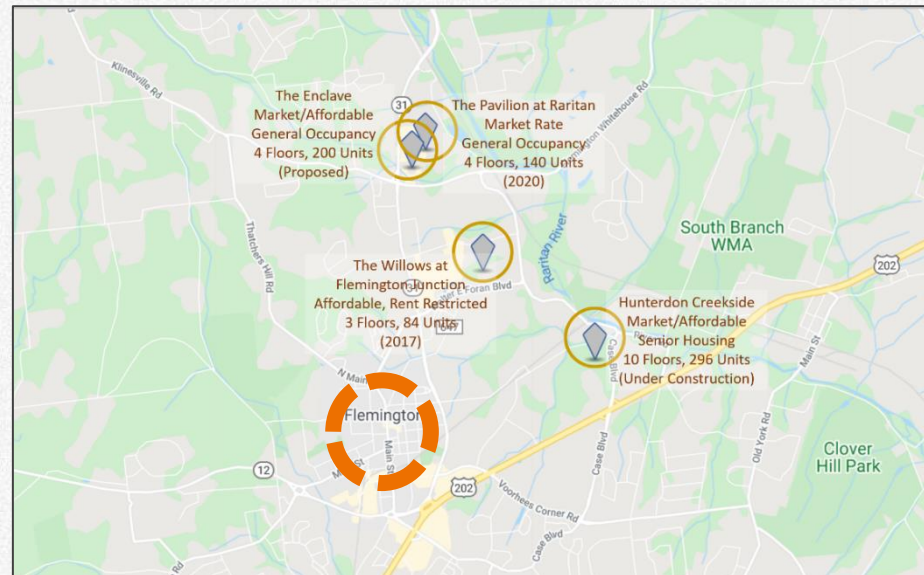 Klinesville Rd
31
The Enclave
Market/Affordable
General Occupancy
4 Floors, 200 Units
(Proposed)
The Pavilion at Raritan
Market Rate
General Occupancy
4 Floors, 140 Units
(2020)
Whitehouse Rd
Thatchers Hill Rd
Raritan River
South Branch
WMA
202
The Willows at
Flemington Junction
Affordable, Rent Restricted
3 Floors, 84 Units
(2017)
E Foran Blvd
Hunterdon Creekside
Market/Affordable
Senior Housing
10 Floors, 296 Units
(Under Construction)
Case Blvd
Main St
N Main
Flemington
Main St
Old York Rd
Clover
Hill Park
12
202
Voorhees Corner Rd
Case Blvd
Case Blvd